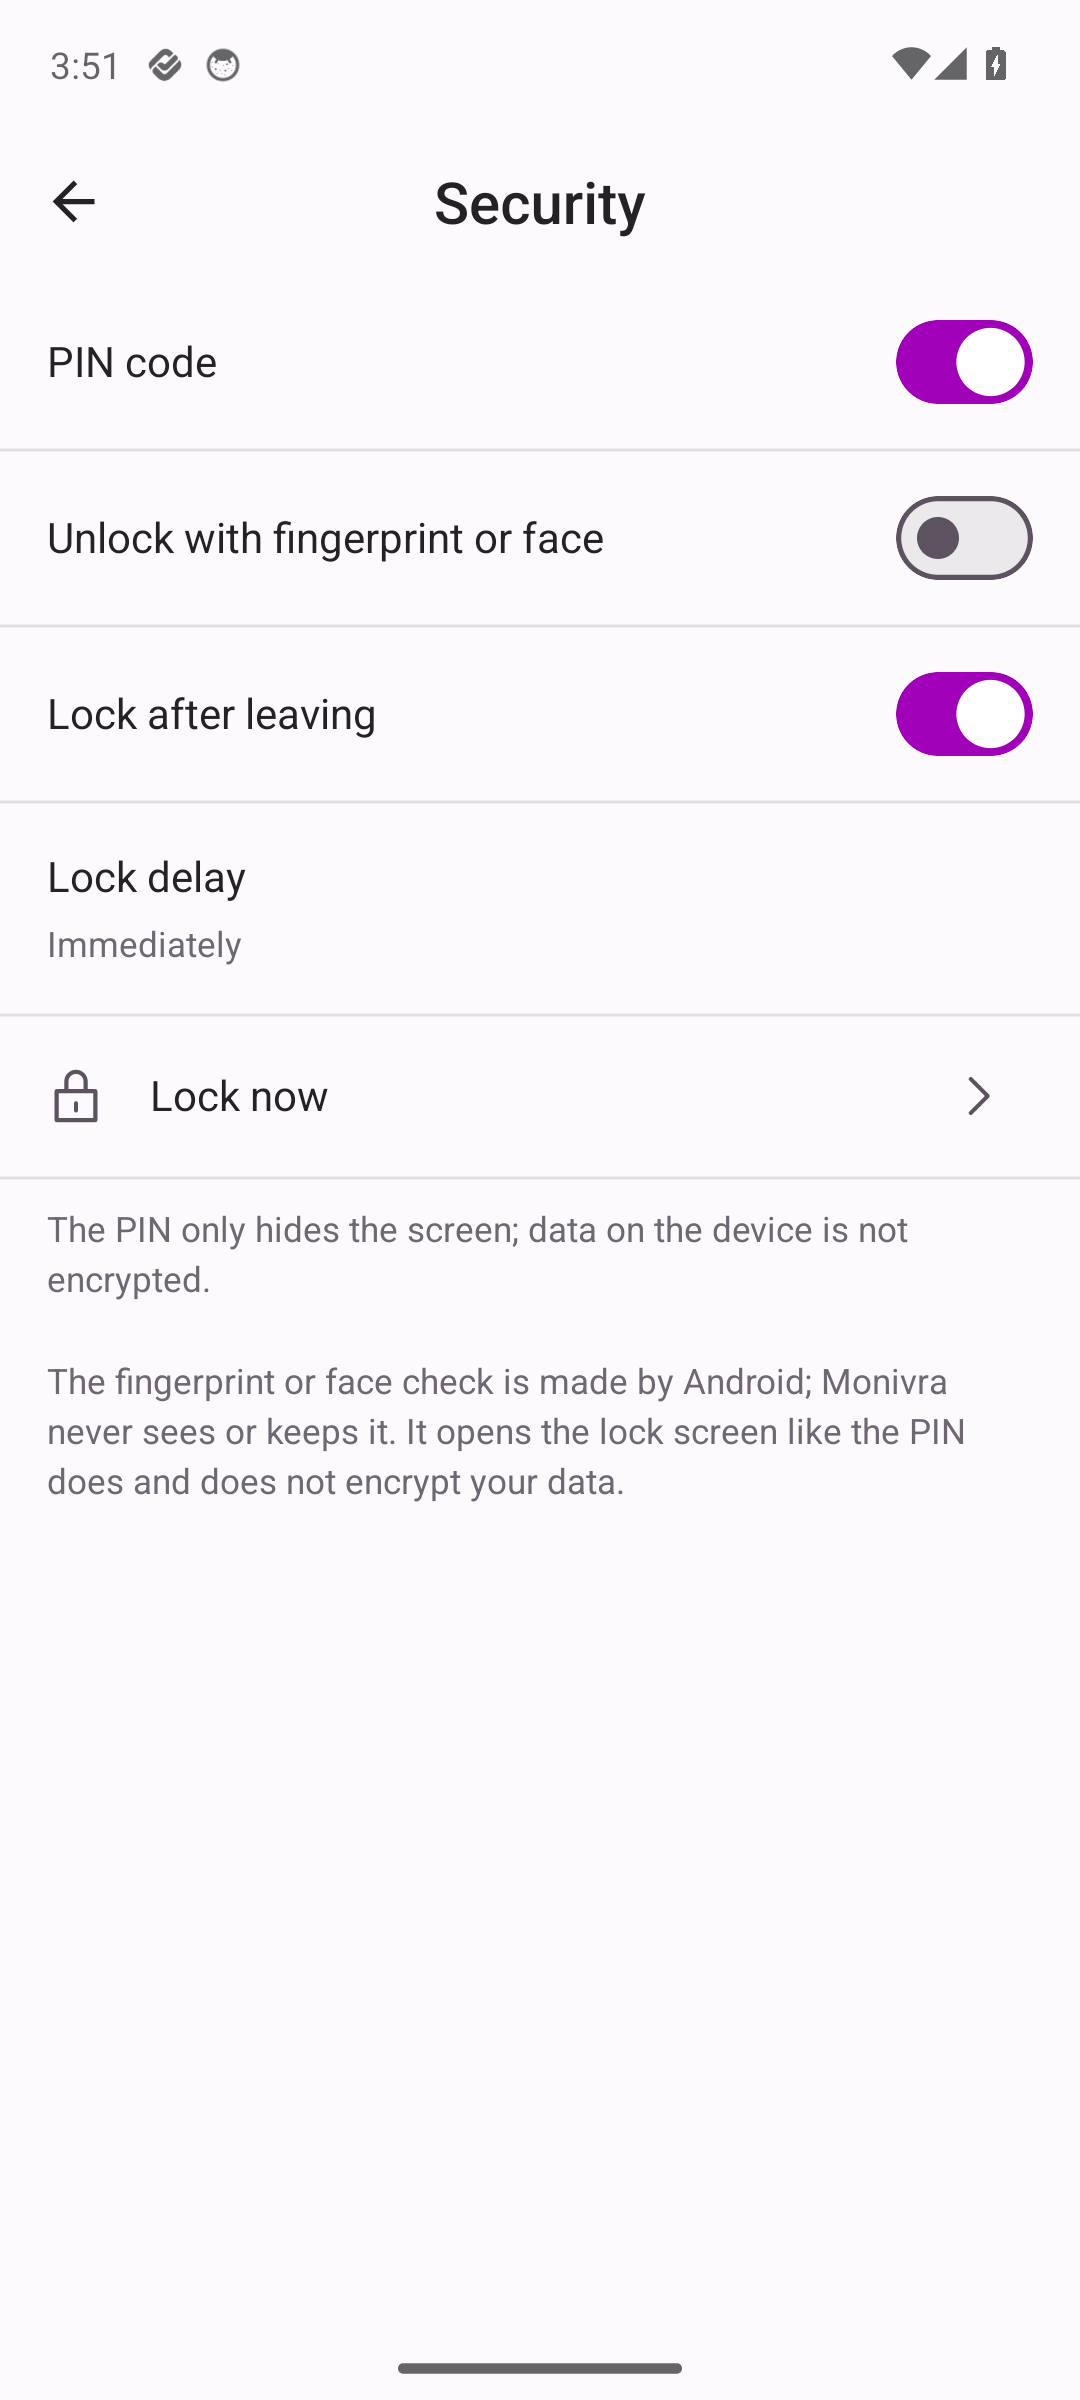 3:51
Security
PIN code
Unlock with fingerprint or face
Lock after leaving
Lock delay
Immediately
Lock now
The PIN only hides the screen; data on the device is not
encrypted.
The fingerprint or face check is made by Android; Monivra
never sees or keeps it. It opens the lock screen like the PIN
does and does not encrypt your data.